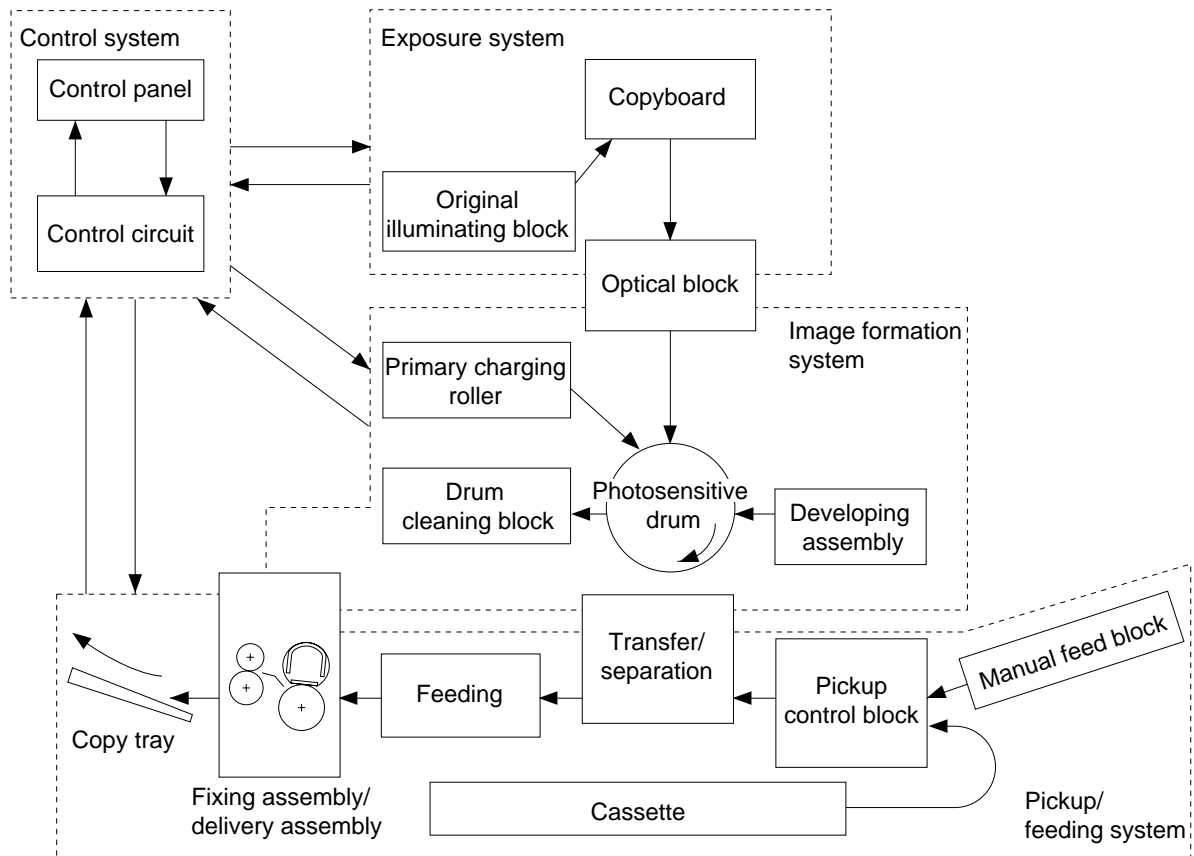 Control system
Control panel
Control circuit
Exposure system
Copyboard
Original
illuminating block
Optical block
Image formation
system
Primary charging
roller
Drum
cleaning block
Photosensitive
drum
Developing
assembly
Transfer/
separation
Manual feed block
Pickup
control block
Feeding
Copy tray
Fixing assembly/
delivery assembly
Cassette
Pickup/
feeding system